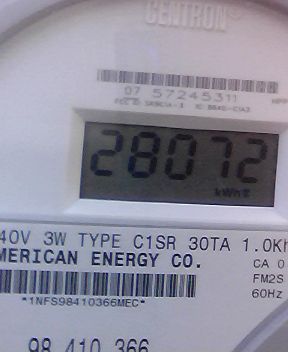 CENTRON
07 57245311
28072
kWh
40V 3W TYPE C1SR 30TA 1.0Kh
MERICAN ENERGY CO.
CA 0
FM2S
60Hz
*1NFS98410366MEC*
98 410 366